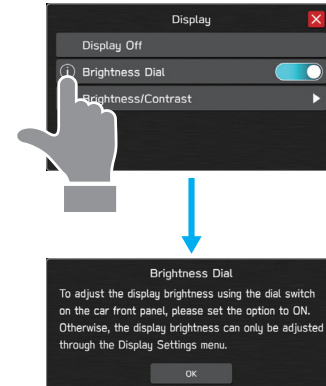 Display
Display Off
Brightness Dial
Brightness/Contrast
Brightness Dial
To adjust the display brightness using the dial switch
on the car front panel, please set the option to ON.
Otherwise, the display brightness can only be adjusted
through the Display Settings menu.
OK